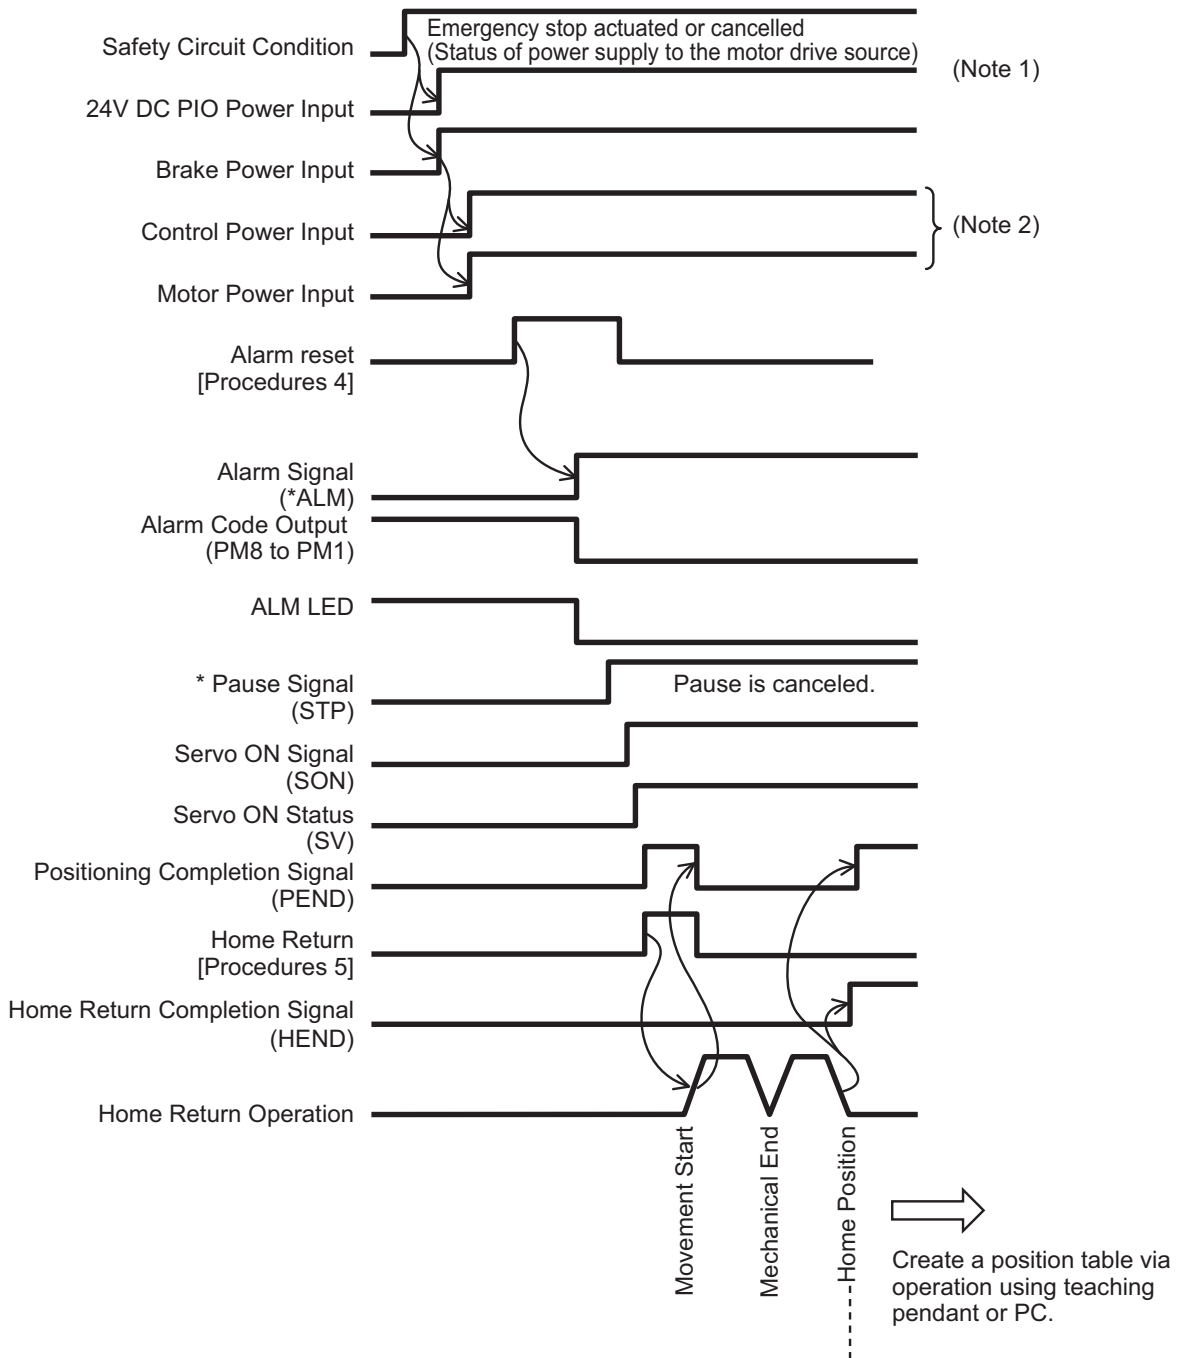 Safety Circuit Condition
Emergency stop actuated or cancelled
(Status of power supply to the motor drive source)
(Note 1)
24V DC PIO Power Input
Brake Power Input
Control Power Input
(Note 2)
Motor Power Input
Alarm reset
[Procedures 4]
Alarm Signal
(*ALM)
Alarm Code Output
(PM8 to PM1)
ALM LED
* Pause Signal
(STP)
Pause is canceled.
Servo ON Signal
(SON)
Servo ON Status
(SV)
Positioning Completion Signal
(PEND)
Home Return
[Procedures 5]
Home Return Completion Signal
(HEND)
Home Return Operation
Movement Start
Mechanical End
Home Position
Create a position table via
operation using teaching
pendant or PC.